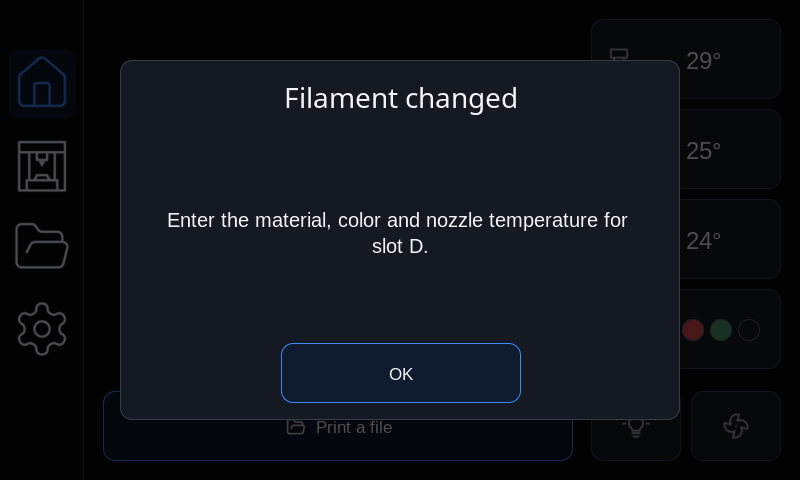 29°
Filament changed
25°
Enter the material, color and nozzle temperature for
slot D.
24°
OK
Print a file